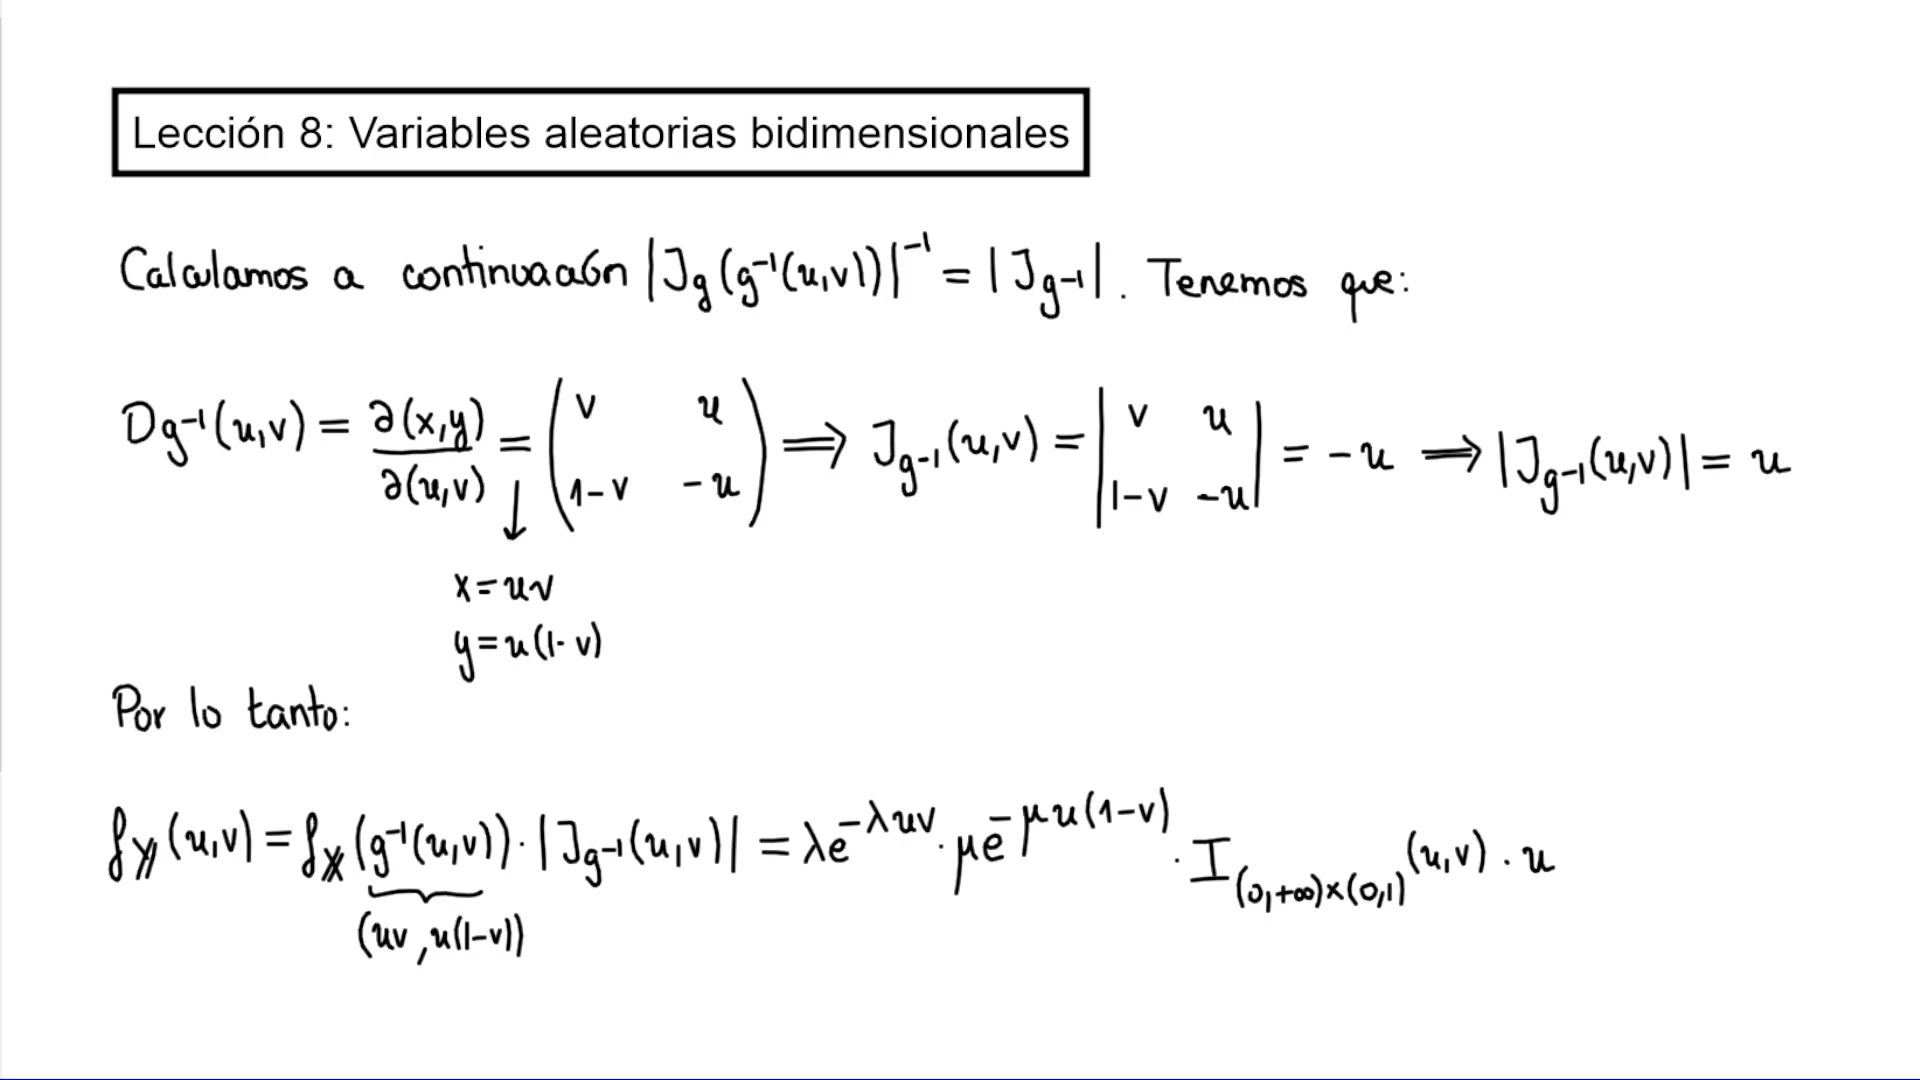 Lección 8: Variables aleatorias bidimensionales
Calculamos a continuación |J_g(g⁻¹(u,v))|⁻¹ = |J_{g⁻¹}|. Tenemos que:
Dg⁻¹(u,v) = ∂(x,y)/∂(u,v) = (v u; 1-v -u) ⟹ J_{g⁻¹}(u,v) = |v u; 1-v -u| = -u ⟹ |J_{g⁻¹}(u,v)| = u
↓
x = uv
y = u(1-v)
Por lo tanto:
f_Y(u,v) = f_X(g⁻¹(u,v)) · |J_{g⁻¹}(u,v)| = λe^{-λuv} · μe^{-μu(1-v)} · I_{(0,+∞)×(0,1)}(u,v) · u
(uv, u(1-v))